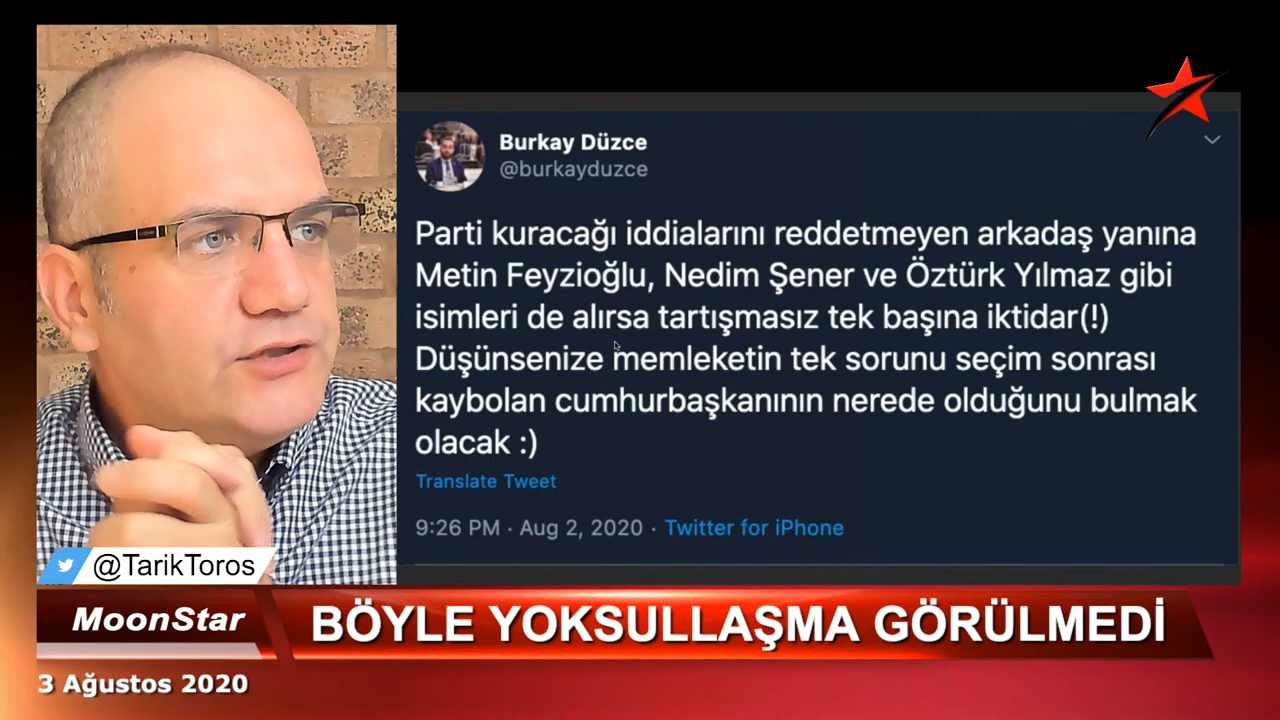 Burkay Düzce
@burkayduzce
Parti kuracağı iddialarını reddetmeyen arkadaş yanına
Metin Feyzioğlu, Nedim Şener ve Öztürk Yılmaz gibi
isimleri de alırsa tartışmasız tek başına iktidar(!)
Düşünsenize memleketin tek sorunu seçim sonrası
kaybolan cumhurbaşkanının nerede olduğunu bulmak
olacak :)
Translate Tweet
9:26 PM · Aug 2, 2020 · Twitter for iPhone
@TarikToros
MoonStar
BÖYLE YOKSULLAŞMA GÖRÜLMEDİ
3 Ağustos 2020